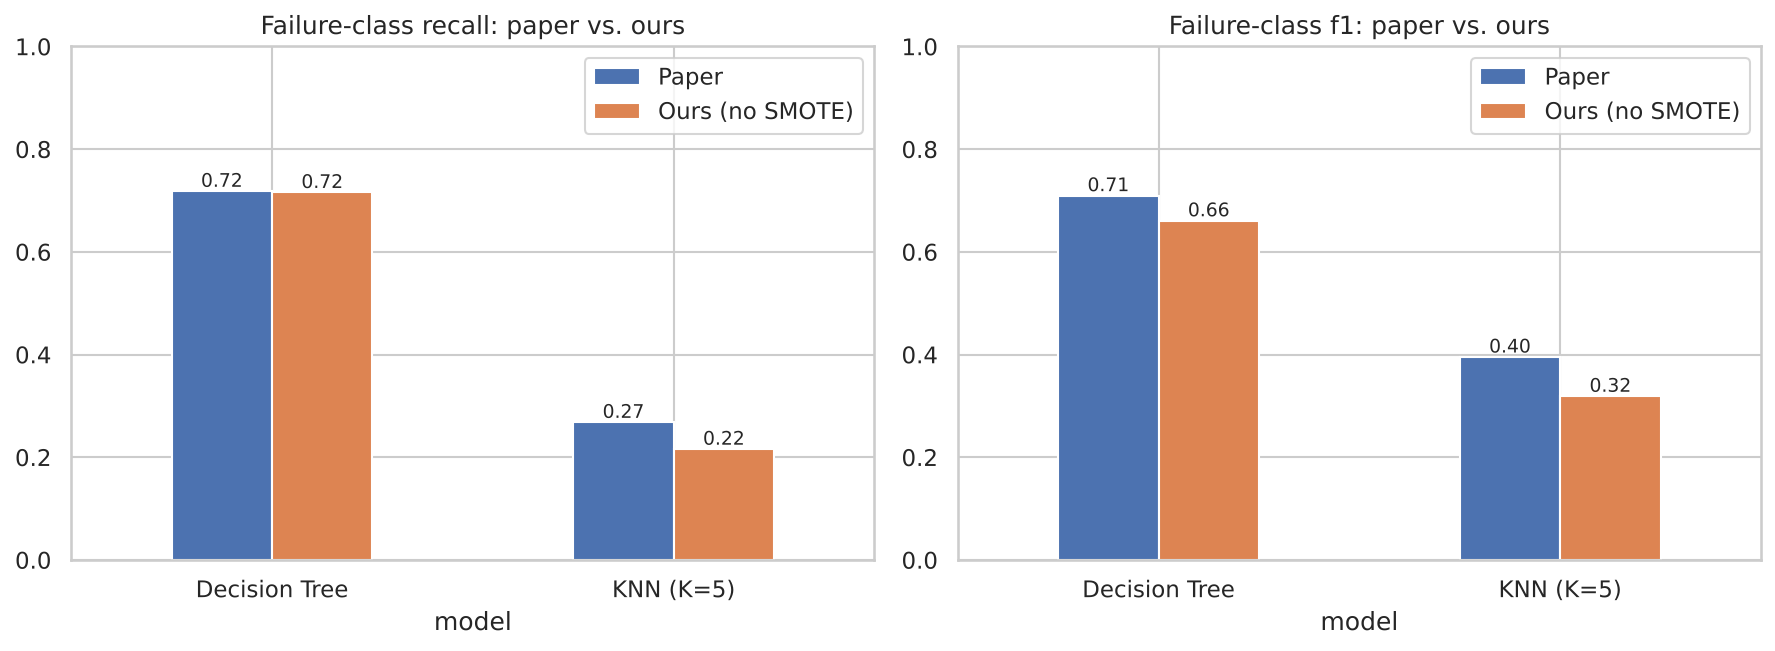 Failure-class recall: paper vs. ours
1.0
0.8
0.6
0.4
0.2
0.0
Paper
Ours (no SMOTE)
0.72
0.72
0.27
0.22
Decision Tree
KNN (K=5)
model
Failure-class f1: paper vs. ours
1.0
0.8
0.6
0.4
0.2
0.0
Paper
Ours (no SMOTE)
0.71
0.66
0.40
0.32
Decision Tree
KNN (K=5)
model